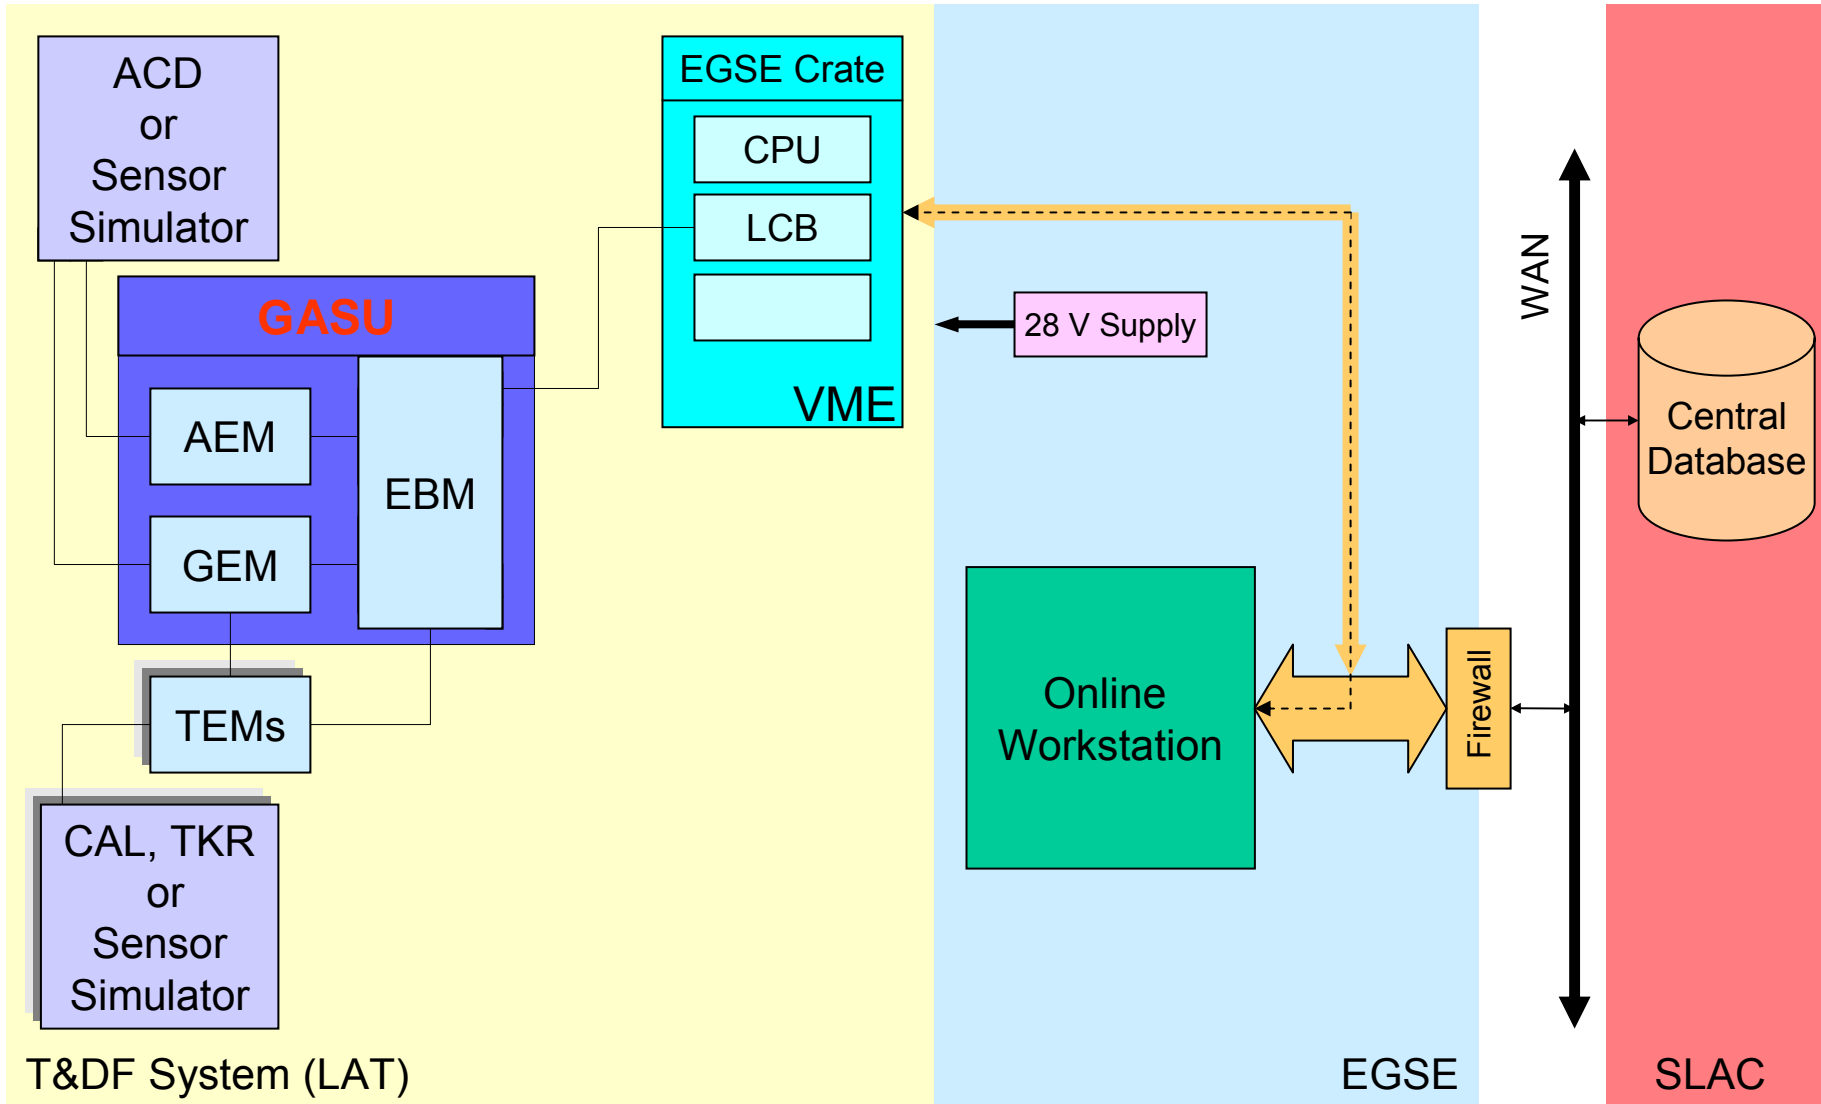 ACD
or
Sensor
Simulator
GASU
AEM
GEM
EBM
TEMs
CAL, TKR
or
Sensor
Simulator
T&DF System (LAT)
EGSE Crate
CPU
LCB
VME
28 V Supply
Online
Workstation
Firewall
EGSE
WAN
Central
Database
SLAC